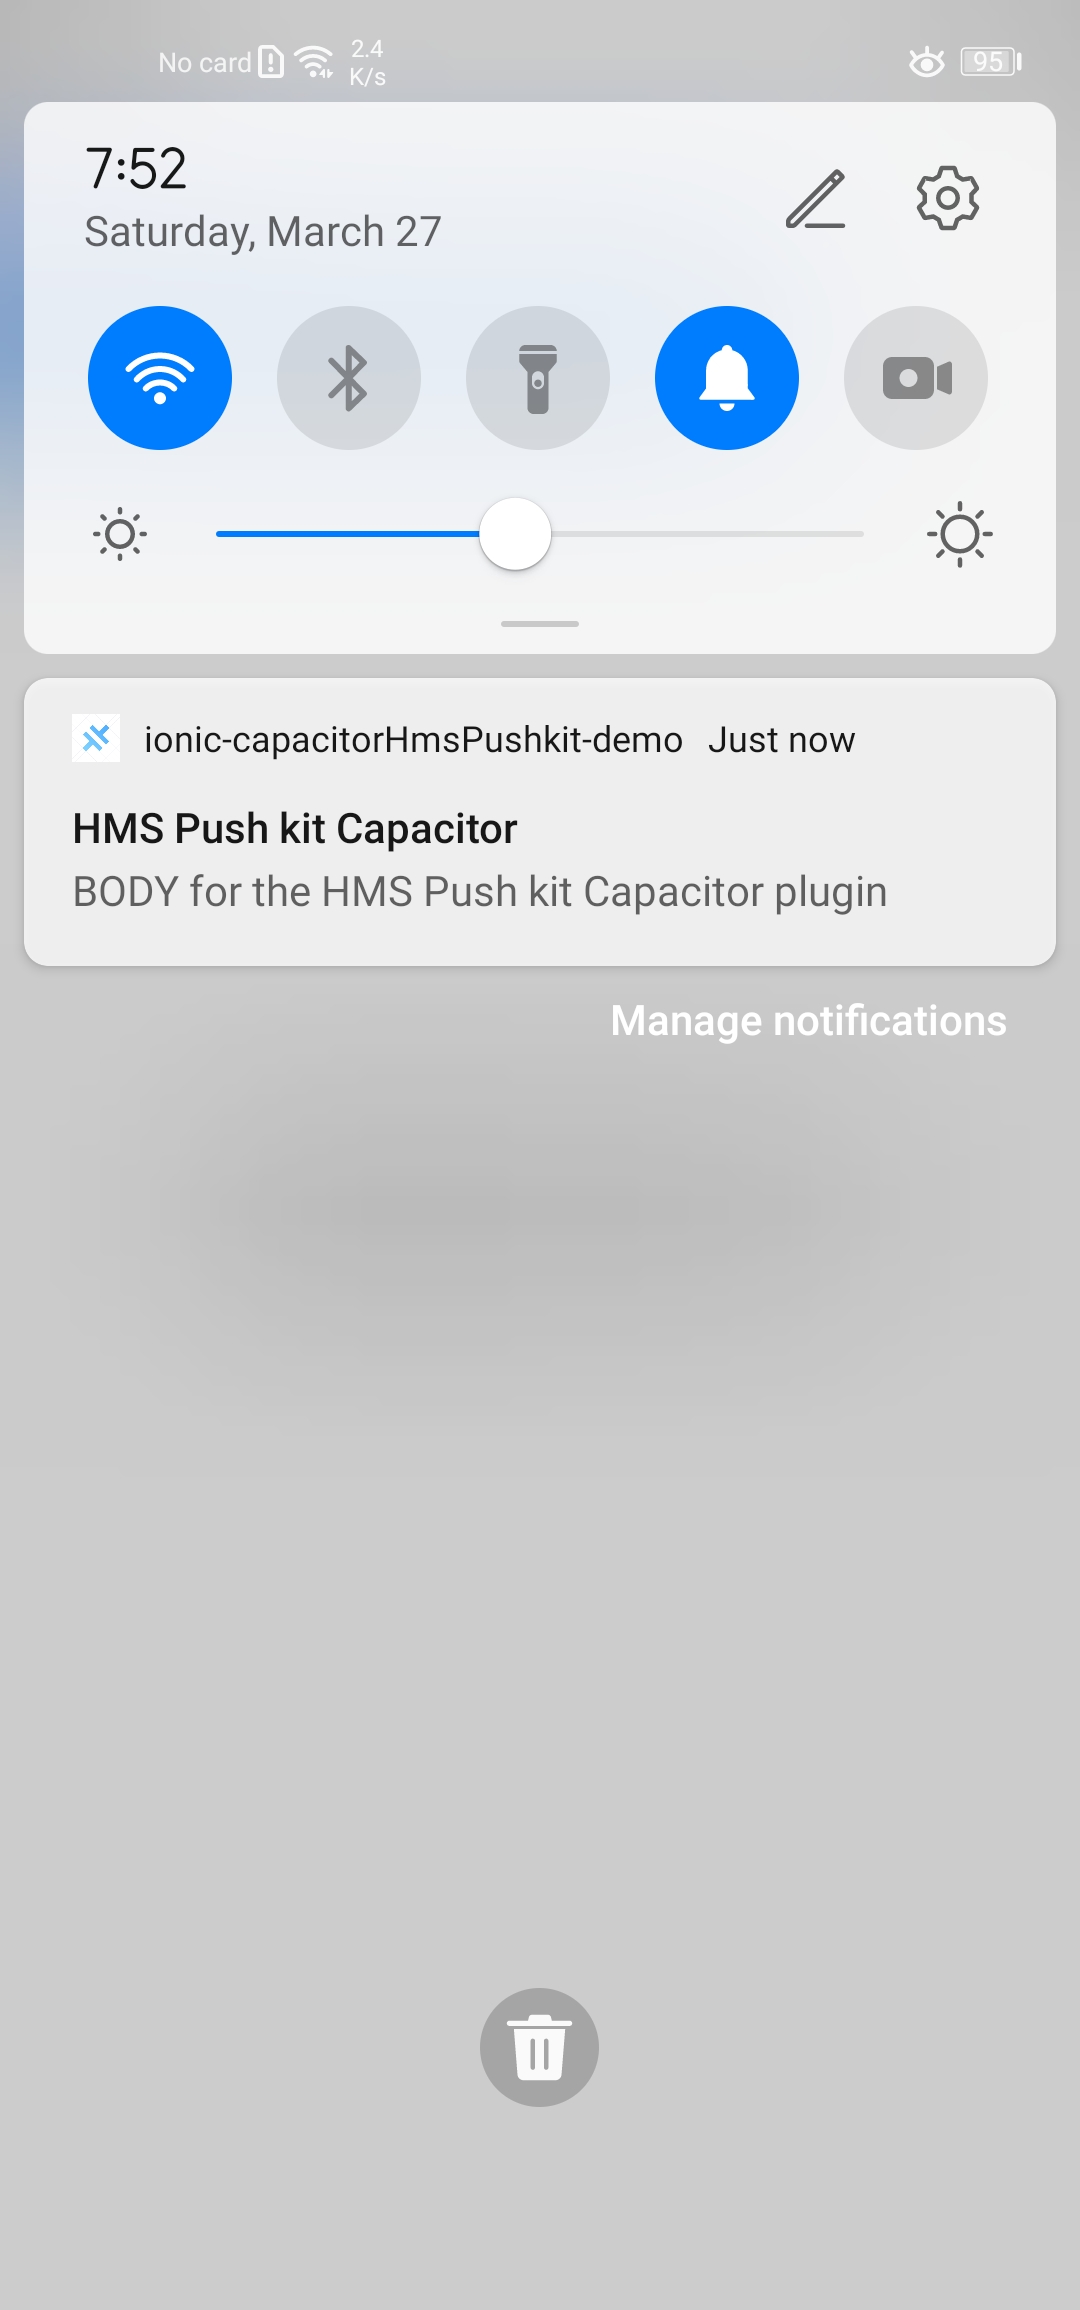 No card 2.4
K/s
95
7:52
Saturday, March 27
ionic-capacitorHmsPushkit-demo Just now
HMS Push kit Capacitor
BODY for the HMS Push kit Capacitor plugin
Manage notifications